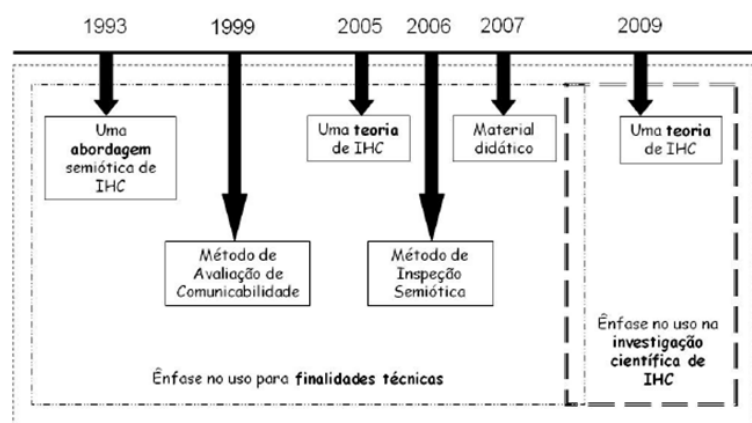 1993 1999 2005 2006 2007 2009
Uma
abordagem
semiótica de
IHC
Método de
Avaliação de
Comunicabilidade
Uma teoria
de IHC
Método de
Inspeção
Semiótica
Material
didático
Uma teoria
de IHC
Ênfase no uso para finalidades técnicas
Ênfase no uso na
investigação
científica de
IHC